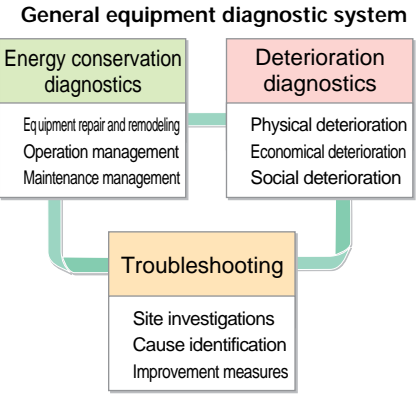 General equipment diagnostic system
Energy conservation
diagnostics
Equipment repair and remodeling
Operation management
Maintenance management
Deterioration
diagnostics
Physical deterioration
Economical deterioration
Social deterioration
Troubleshooting
Site investigations
Cause identification
Improvement measures